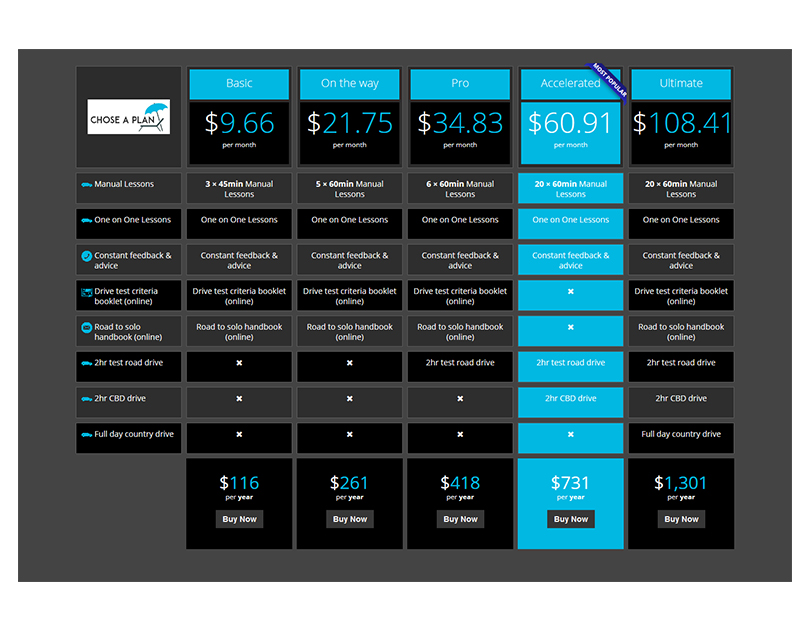 CHOSE A PLAN
Basic
On the way
Pro
Accelerated
MOST POPULAR
Ultimate
$9.66
$21.75
$34.83
$60.91
$108.41
per month
per month
per month
per month
per month
Manual Lessons
3 × 45min Manual
Lessons
5 × 60min Manual
Lessons
6 × 60min Manual
Lessons
20 × 60min Manual
Lessons
20 × 60min Manual
Lessons
One on One Lessons
One on One Lessons
One on One Lessons
One on One Lessons
One on One Lessons
One on One Lessons
Constant feedback &
advice
Constant feedback &
advice
Constant feedback &
advice
Constant feedback &
advice
Constant feedback &
advice
Constant feedback &
advice
Drive test criteria
booklet (online)
Drive test criteria booklet
(online)
Drive test criteria booklet
(online)
Drive test criteria booklet
(online)
Drive test criteria booklet
(online)
Road to solo
handbook (online)
Road to solo handbook
(online)
Road to solo handbook
(online)
Road to solo handbook
(online)
Road to solo handbook
(online)
2hr test road drive
2hr test road drive
2hr test road drive
2hr test road drive
2hr CBD drive
2hr CBD drive
2hr CBD drive
Full day country drive
Full day country drive
$116
per year
Buy Now
$261
per year
Buy Now
$418
per year
Buy Now
$731
per year
Buy Now
$1,301
per year
Buy Now